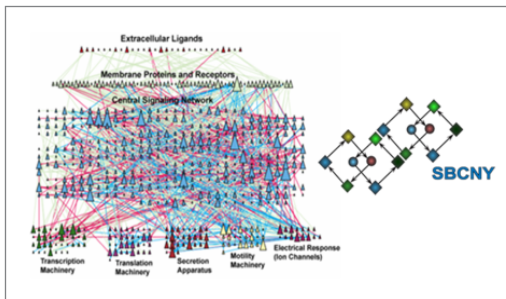 Extracellular Ligands
Membrane Proteins and Receptors
Central Signaling Network
SBCNY
Transcription
Machinery
Translation
Machinery
Secretion
Apparatus
Motility
Machinery
Electrical Response
(Ion Channels)